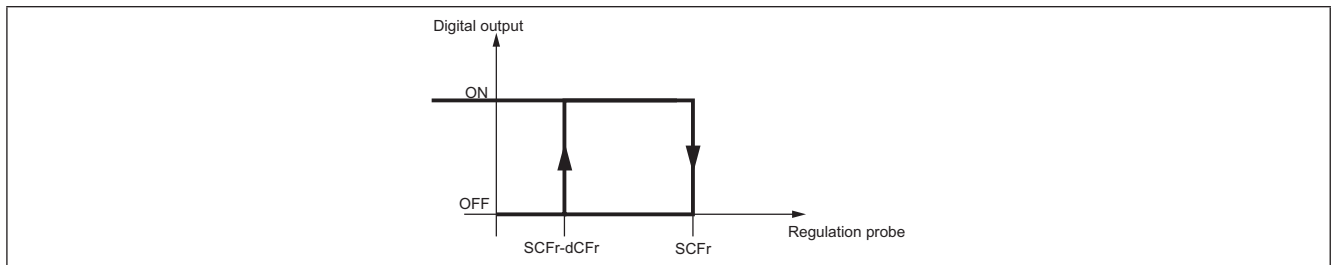 Digital output
ON
OFF
Regulation probe
SCFr-dCFr
SCFr